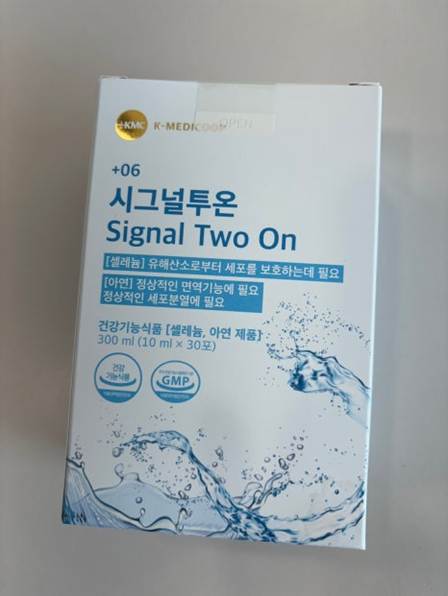 KMC K-MEDICOOP
OPEN
+06
시그널투온
Signal Two On
[셀레늄] 유해산소로부터 세포를 보호하는데 필요
[아연] 정상적인 면역기능에 필요
정상적인 세포분열에 필요
건강기능식품 [셀레늄, 아연 제품]
300 ml (10 ml × 30포)
건강
기능식품
GMP